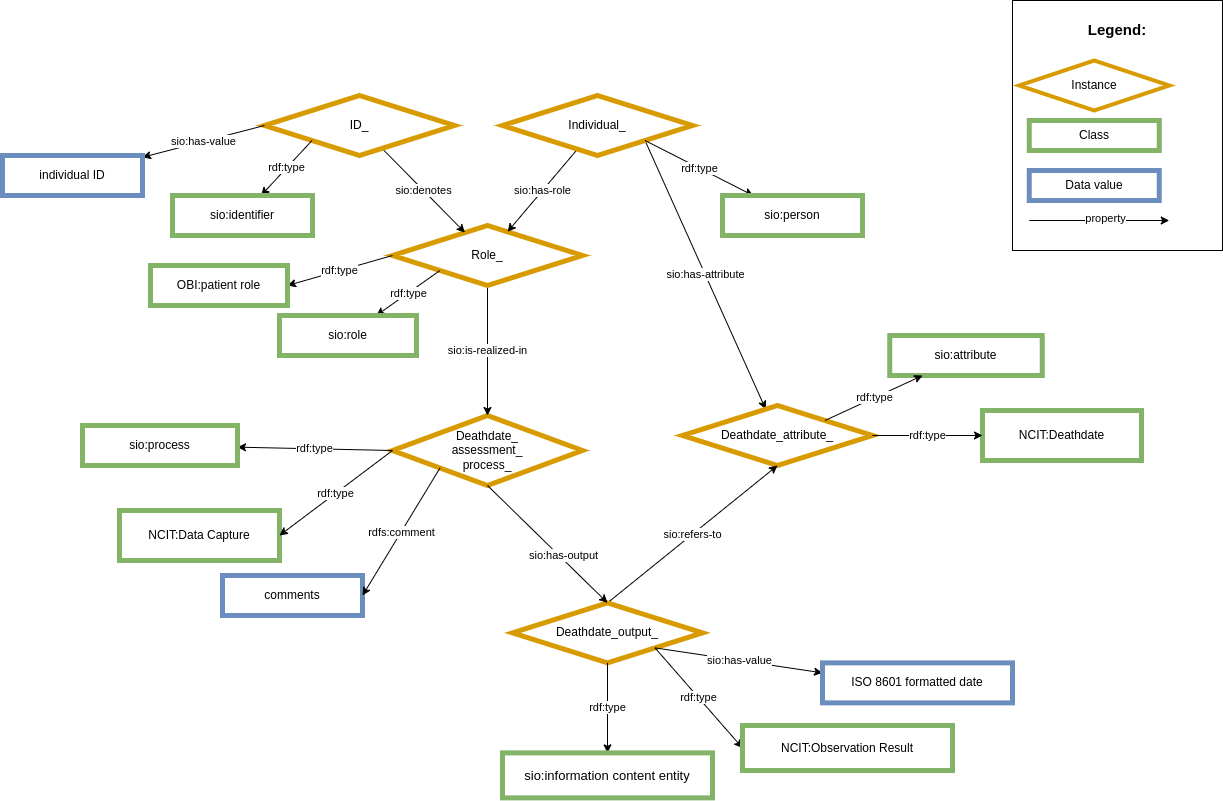 Legend:
Instance
Class
Data value
property
ID_
Individual_
sio:has-value
individual ID
rdf:type
sio:identifier
sio:denotes
sio:has-role
rdf:type
sio:person
Role_
rdf:type
OBI:patient role
rdf:type
sio:role
sio:has-attribute
sio:is-realized-in
sio:attribute
rdf:type
Deathdate_attribute_
rdf:type
NCIT:Deathdate
Deathdate_
assessment_
process_
rdf:type
sio:process
rdf:type
NCIT:Data Capture
rdfs:comment
comments
sio:has-output
sio:refers-to
Deathdate_output_
sio:has-value
ISO 8601 formatted date
rdf:type
NCIT:Observation Result
rdf:type
sio:information content entity